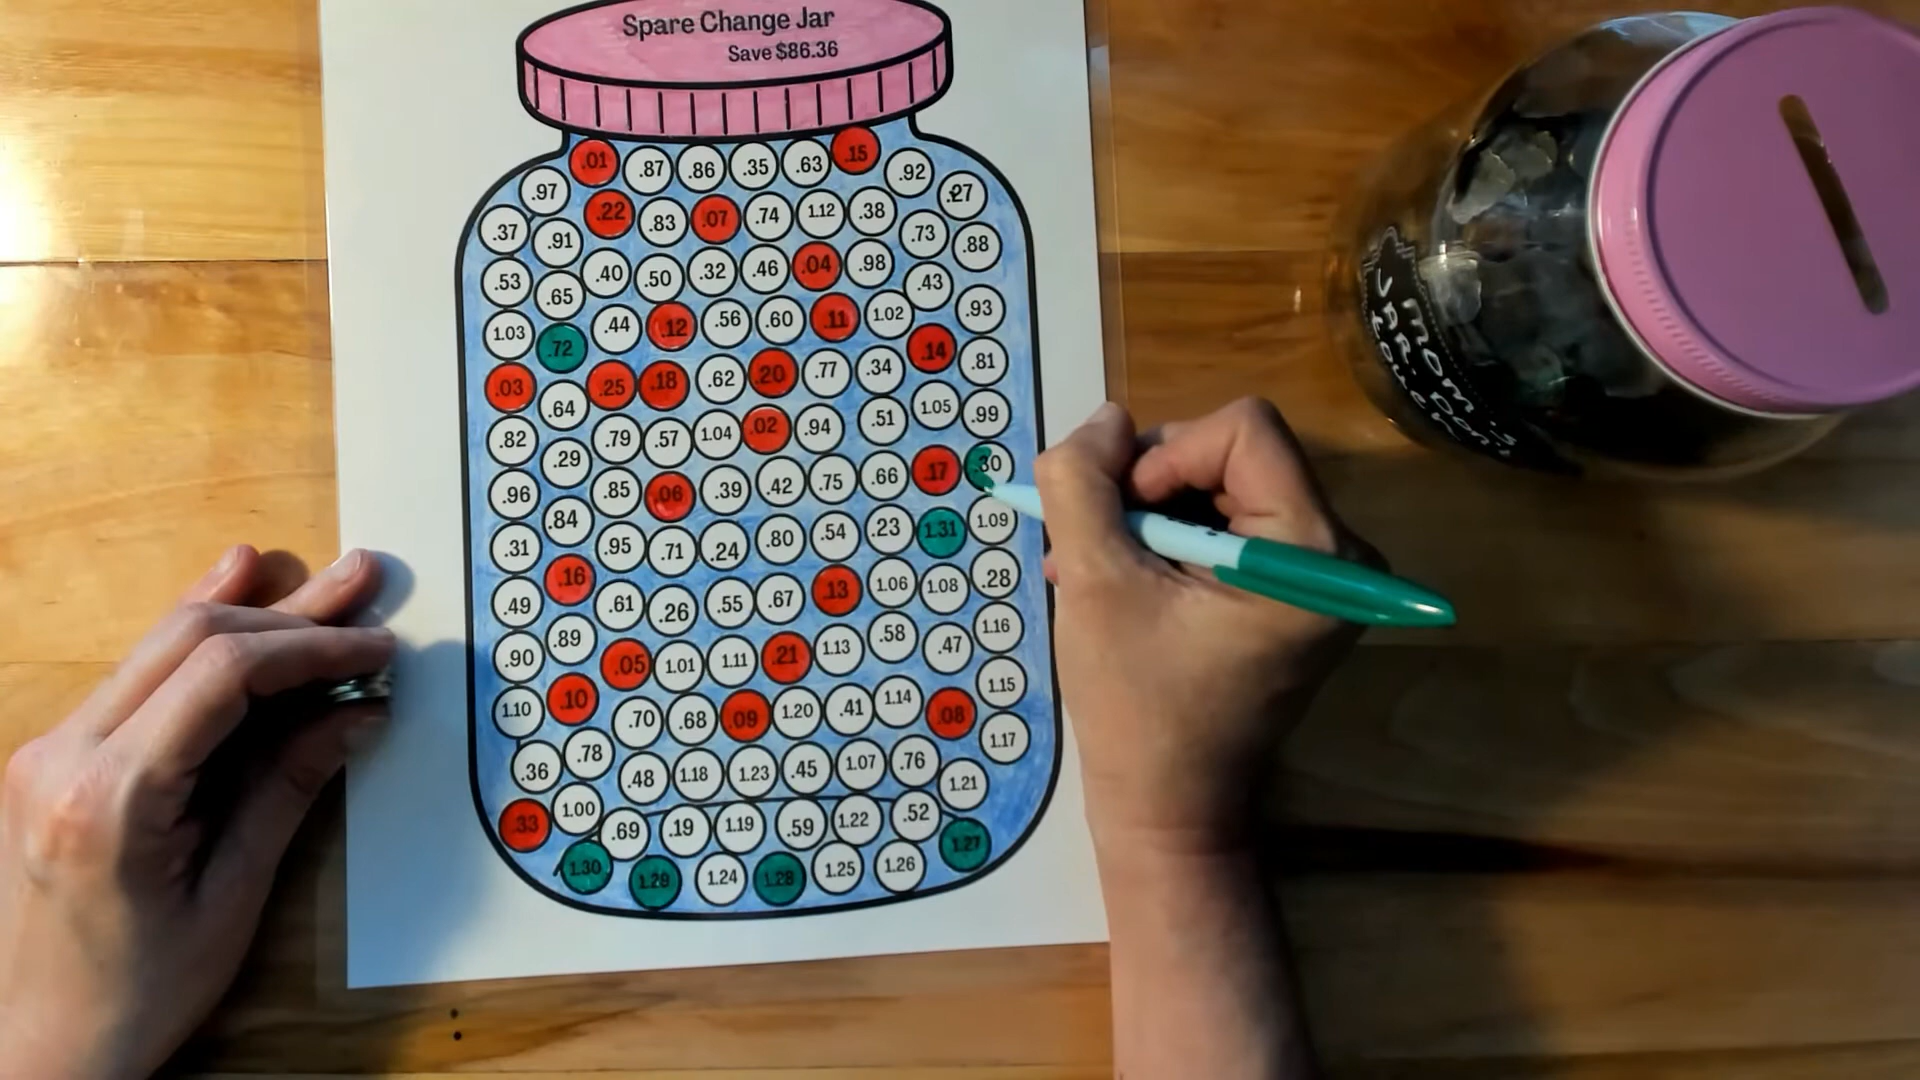 Spare Change Jar
Save $86.36
.01 .87 .86 .35 .63 .15 .92
.97 .22 .83 .07 .74 1.12 .38 .27
.37 .91 .40 .50 .32 .46 .04 .98 .73 .88
.53 .65 .44 .12 .56 .60 .11 1.02 .43 .93
1.03 .72 .25 .18 .62 .20 .77 .34 .14 .81
.03 .64 .79 .57 1.04 .02 .94 .51 1.05 .99
.82 .29 .85 .06 .39 .42 .75 .66 .17 .30
.96 .84 .95 .71 .24 .80 .54 .23 1.31 1.09
.31 .16 .61 .26 .55 .67 .13 1.06 1.08 .28
.49 .89 .05 1.01 1.11 .21 1.13 .58 .47 1.16
.90 .10 .70 .68 .09 1.20 .41 1.14 .08 1.15
1.10 .78 .48 1.18 1.23 .45 1.07 .76 1.21 1.17
.36 1.00 .69 .19 1.19 .59 1.22 .52
.33 1.30 1.29 1.24 1.28 1.25 1.26 1.27
mom's
JAR Don't
touch